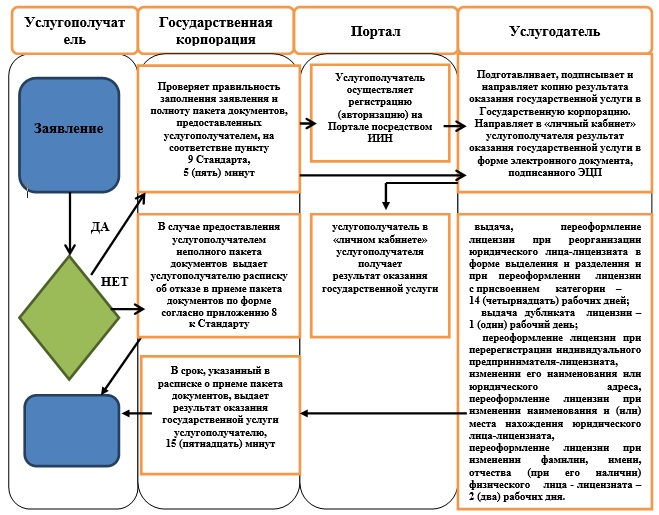 Услугополучат
ель
Государственная
корпорация
Портал
Услугодатель
Заявление
ДА
НЕТ
Проверяет правильность
заполнения заявления и
полноту пакета документов,
предоставленных
услугополучателем, на
соответствие пункту
9 Стандарта,
5 (пять) минут
Услугополучатель
осуществляет
регистрацию
(авторизацию) на
Портале посредством
ИИН
Подготавливает, подписывает и
направляет копию результата
оказания государственной услуги в
Государственную корпорацию.
Направляет в «личный кабинет»
услугополучателя результат
оказания государственной услуги в
форме электронного документа,
подписанного ЭЦП
В случае предоставления
услугополучателем
неполного пакета
документов выдает
услугополучателю расписку
об отказе в приеме пакета
документов по форме
согласно приложению 8
к Стандарту
услугополучатель в
«личном кабинете»
услугополучателя
получает
результат оказания
государственной услуги
выдача, переоформление
лицензии при реорганизации
юридического лица-лицензиата в
форме выделения и разделения и
при переоформлении лицензии
с присвоением категории –
14 (четырнадцать) рабочих дней;
выдача дубликата лицензии –
1 (один) рабочий день;
переоформление лицензии при
перерегистрации индивидуального
предпринимателя-лицензиата,
изменении его наименования или
юридического адреса,
переоформление лицензии при
изменении наименования и (или)
места нахождения юридического
лица-лицензиата,
переоформление лицензии при
изменении фамилии, имени,
отчества (при его наличии)
физического лица - лицензиата –
2 (два) рабочих дня.
В срок, указанный в
расписке о приеме пакета
документов, выдает
результат оказания
государственной услуги
услугополучателю,
15 (пятнадцать) минут